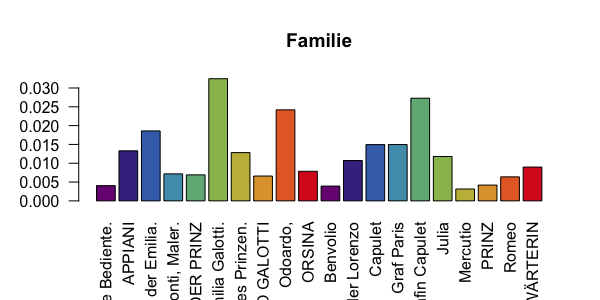 Familie
0.030
0.025
0.020
0.015
0.010
0.005
0.000
e Bediente.
APPIANI
der Emilia.
onti, Maler.
DER PRINZ
nilia Galotti.
es Prinzen.
O GALOTTI
Odoardo,
ORSINA
Benvolio
der Lorenzo
Capulet
Graf Paris
äfin Capulet
Julia
Mercutio
PRINZ
Romeo
WÄRTERIN